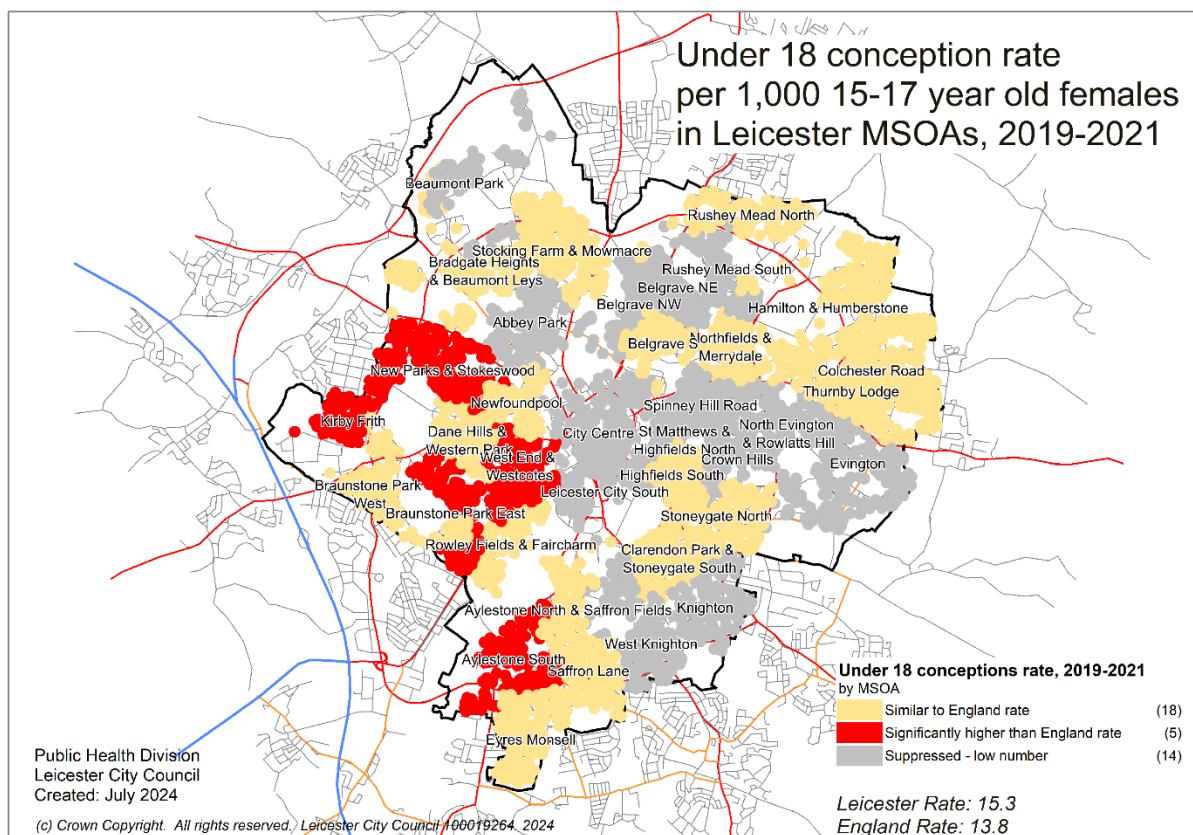 Under 18 conception rate
per 1,000 15-17 year old females
in Leicester MSOAs, 2019-2021
Beaumont Park
Rushey Mead North
Stocking Farm & Mowmacre
Bradgate Heights
& Beaumont Leys
Rushey Mead South
Belgrave NE
Belgrave NW
Hamilton & Humberstone
Abbey Park
Belgrave S
Northfields &
Merrydale
New Parks & Stokeswood
Colchester Road
Thurnby Lodge
Newfoundpool
Spinney Hill Road
Kirby Frith
Dane Hills &
Western Park
City Centre
St Matthews &
Highfields North
North Evington
& Rowlatts Hill
West End &
Westcotes
Crown Hills
Evington
Highfields South
Braunstone Park
West
Leicester City South
Braunstone Park East
Stoneygate North
Rowley Fields & Faircharm
Clarendon Park &
Stoneygate South
Aylestone North & Saffron Fields
Knighton
West Knighton
Aylestone South
Saffron Lane
Eyres Monsell
Under 18 conceptions rate, 2019-2021
by MSOA
Similar to England rate (18)
Significantly higher than England rate (5)
Suppressed - low number (14)
Leicester Rate: 15.3
England Rate: 13.8
Public Health Division
Leicester City Council
Created: July 2024
(c) Crown Copyright. All rights reserved. Leicester City Council 100019264 2024